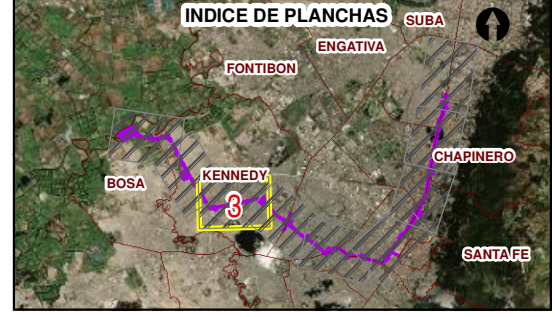 INDICE DE PLANCHAS
SUBA
ENGATIVA
FONTIBON
CHAPINERO
KENNEDY
BOSA
3
SANTA FE